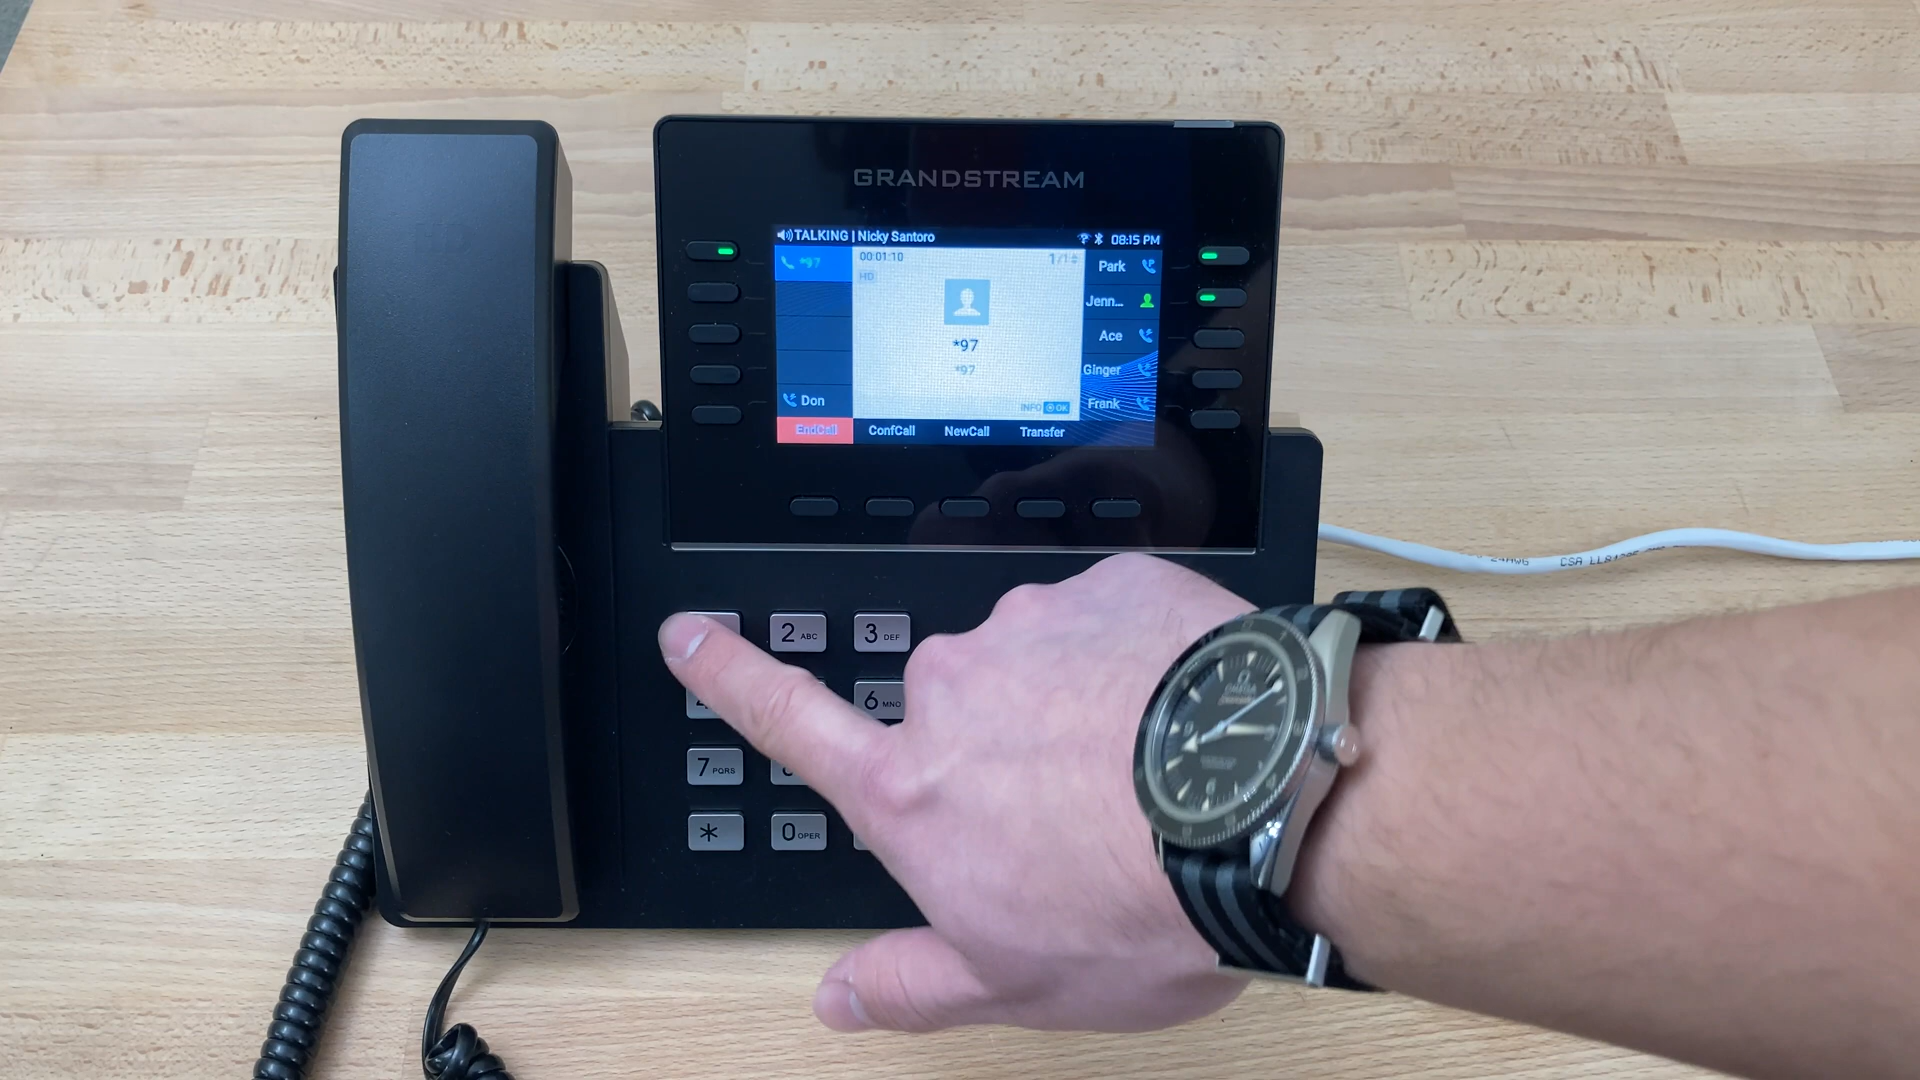 GRANDSTREAM
TALKING | Nicky Santoro 08:15 PM
*97
00:01:10 1/1
HD
*97
*97
INFO OK
Don
Park
Jenn...
Ace
Ginger
Frank
EndCall ConfCall NewCall Transfer
2 ABC 3 DEF
6 MNO
7 PQRS
* 0 OPER
24AWG CSA
OMEGA